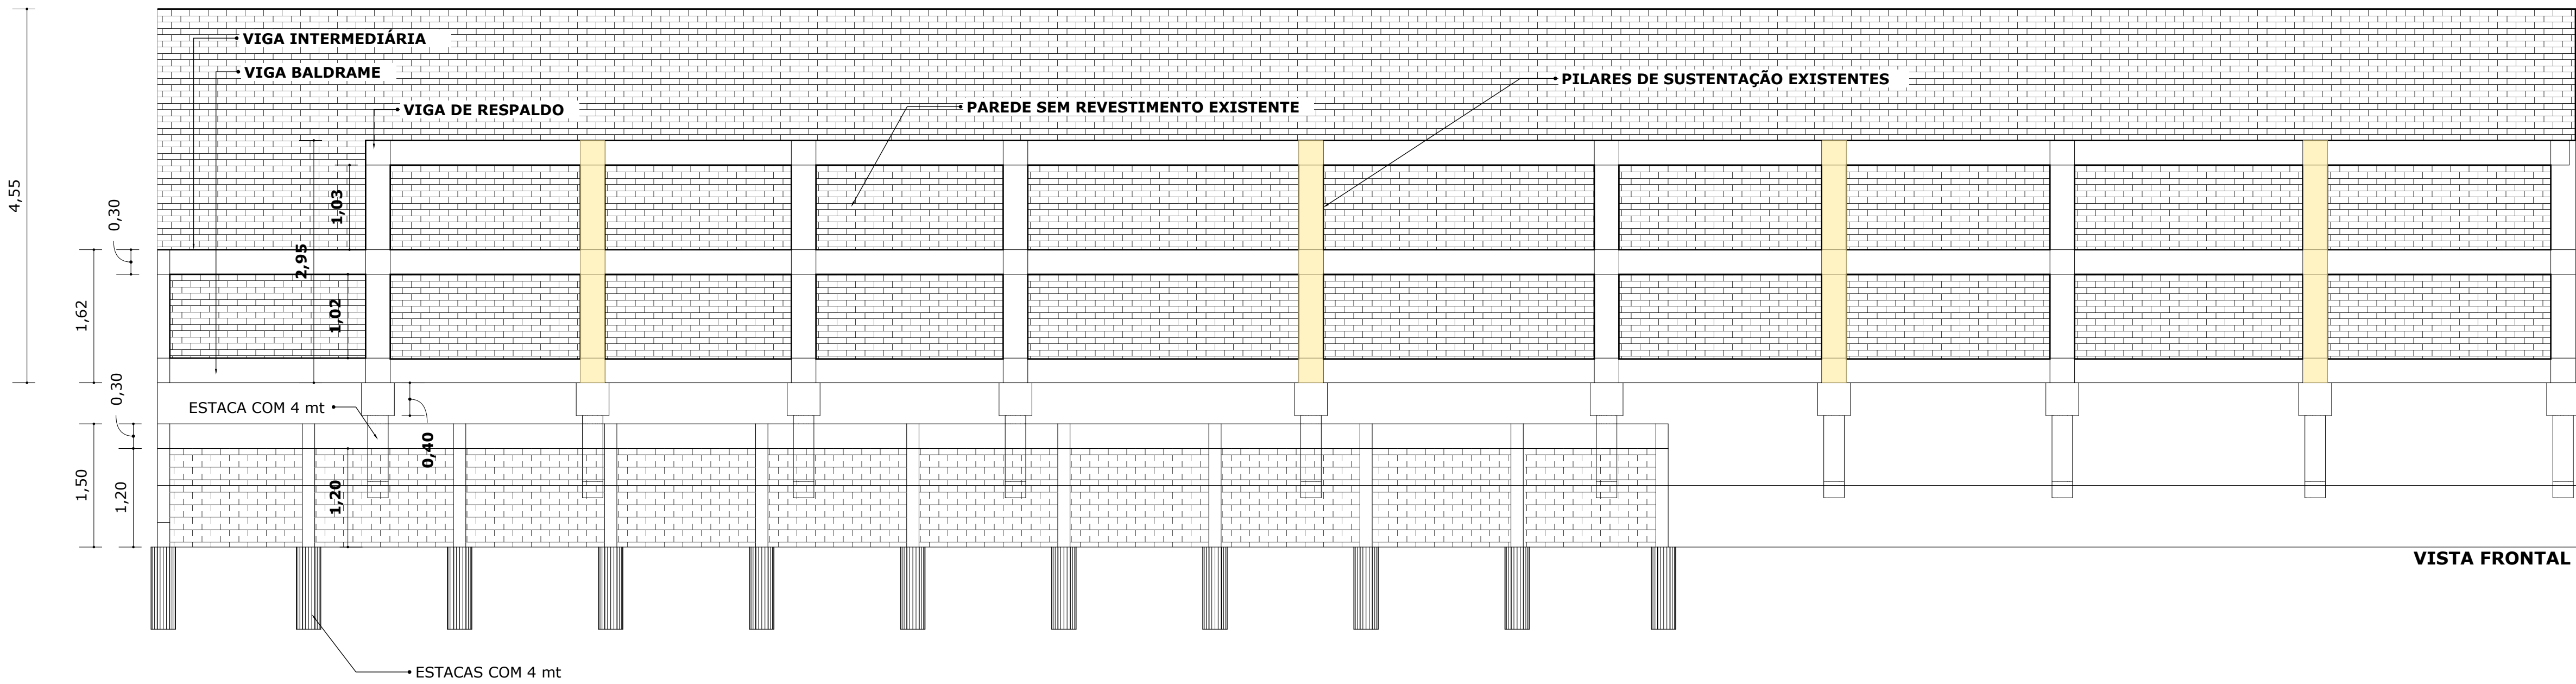 VIGA INTERMEDIÁRIA
VIGA BALDRAME
PILARES DE SUSTENTAÇÃO EXISTENTES
VIGA DE RESPALDO
PAREDE SEM REVESTIMENTO EXISTENTE
4,55
0,30
1,03
2,95
1,62
1,02
0,30
ESTACA COM 4 mt
0,40
1,50
1,20
1,20
VISTA FRONTAL
ESTACAS COM 4 mt